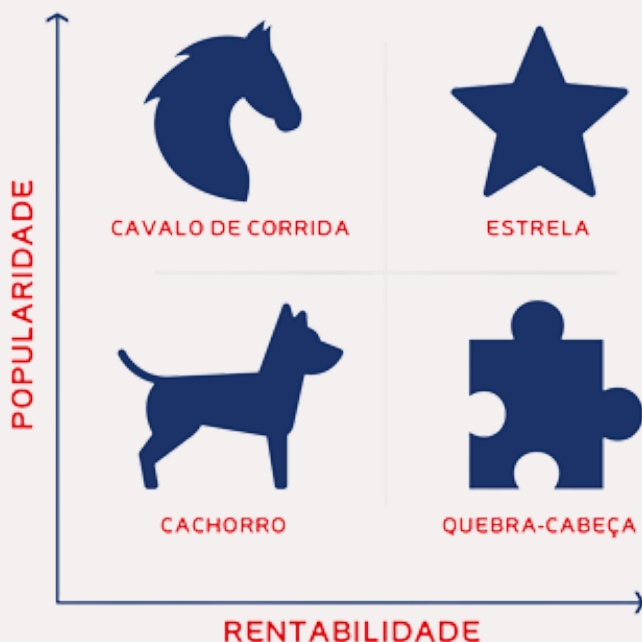 POPULARIDADE
CAVALO DE CORRIDA
ESTRELA
CACHORRO
QUEBRA-CABEÇA
RENTABILIDADE